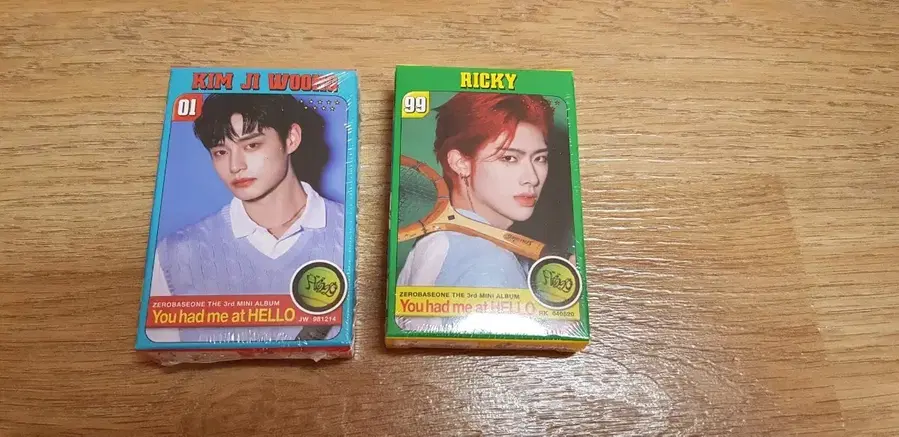 KIM JI WOONG
01
ZEROBASEONE THE 3rd MINI ALBUM
You had me at HELLO
JW 981214
RICKY
99
ZEROBASEONE THE 3rd MINI ALBUM
You had me at HELLO
RK 040520